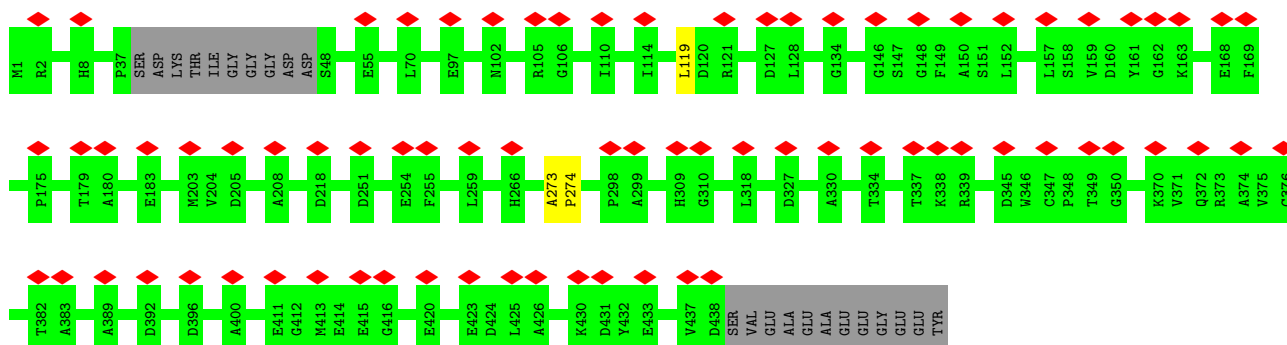 M1 R2 H8 P37 SER ASP LYS THR ILE GLY GLY GLY ASP ASP S48 E55 L70 E97 N102 R105 G106 I110 I114 L119 D120 R121 D127 L128 G134 G146 S147 G148 F149 A150 S151 L152 L157 S158 V159 D160 Y161 G162 K163 E168 F169
P175 T179 A180 E183 M203 V204 D205 A208 D218 D251 E254 F255 L259 H266 A273 P274 P298 A299 H309 G310 L318 D327 A330 T334 T337 K338 R339 D345 W346 C347 P348 T349 G350 K370 V371 Q372 R373 A374 V375
T382 A383 A389 D392 D396 A400 E411 G412 M413 E414 E415 G416 E420 E423 D424 L425 A426 K430 D431 Y432 E433 V437 D438 SER VAL GLU ALA GLU ALA GLU GLU GLY GLU GLU TYR